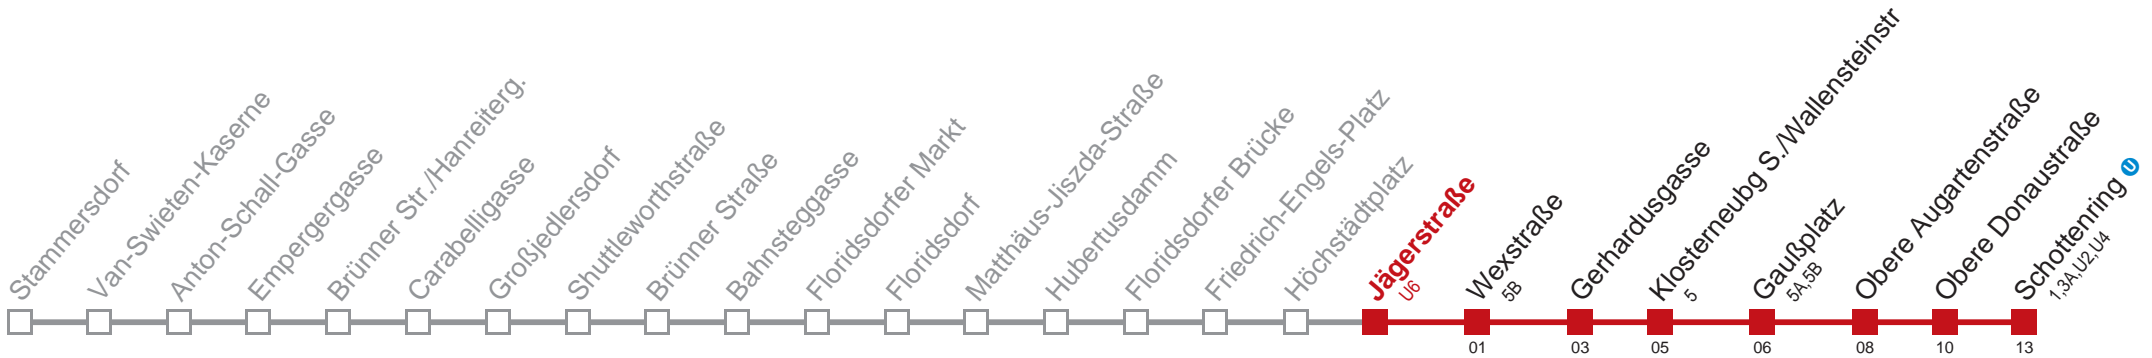 Stammersdorf
Van-Swieten-Kaserne
Anton-Schall-Gasse
Empergergasse
Brünner Str./Hanreiterg.
Carabelligasse
Großjedlersdorf
Shuttleworthstraße
Brünner Straße
Bahnsteggasse
Floridsdorfer Markt
Floridsdorf
Matthäus-Jiszda-Straße
Hubertusdamm
Floridsdorfer Brücke
Friedrich-Engels-Platz
Höchstädtplatz
Jägerstraße
U6
Wexstraße
5B
Gerhardusgasse
Klosterneubg S./Wallensteinstr
5
Gaußplatz
5A,5B
Obere Augartenstraße
Obere Donaustraße
Schottenring U
1,3A,U2,U4
01 03 05 06 08 10 13